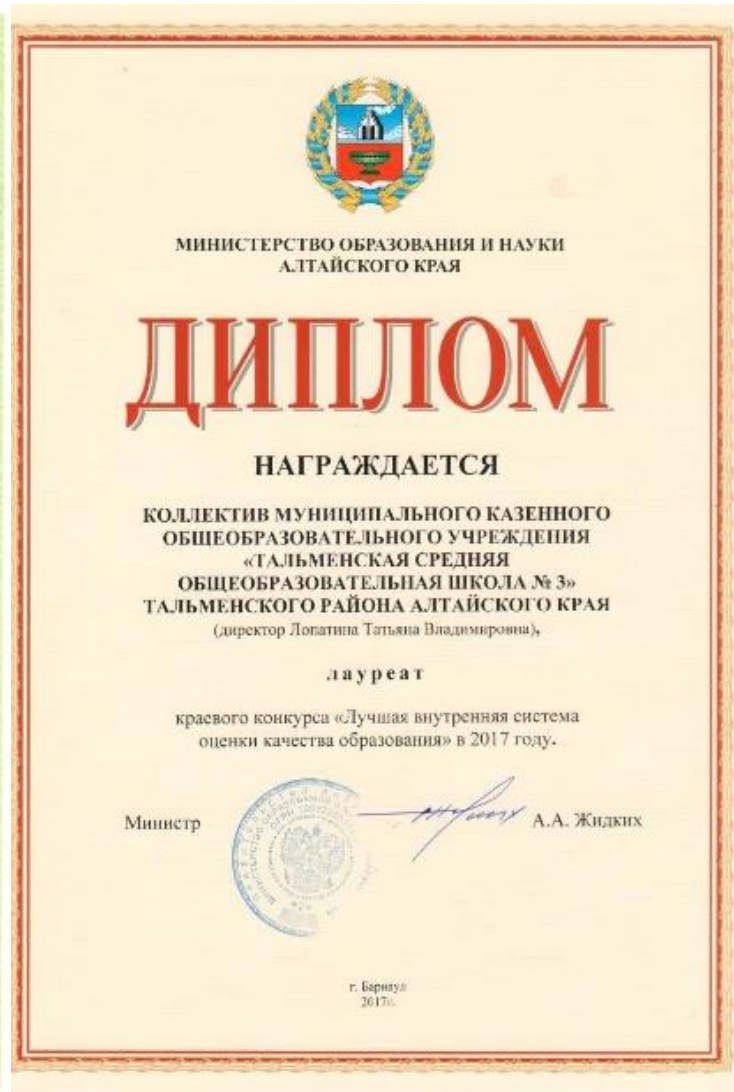 МИНИСТЕРСТВО ОБРАЗОВАНИЯ И НАУКИ
АЛТАЙСКОГО КРАЯ
ДИПЛОМ
НАГРАЖДАЕТСЯ
КОЛЛЕКТИВ МУНИЦИПАЛЬНОГО КАЗЕННОГО
ОБЩЕОБРАЗОВАТЕЛЬНОГО УЧРЕЖДЕНИЯ
«ТАЛЬМЕНСКАЯ СРЕДНЯЯ
ОБЩЕОБРАЗОВАТЕЛЬНАЯ ШКОЛА № 3»
ТАЛЬМЕНСКОГО РАЙОНА АЛТАЙСКОГО КРАЯ
(директор Лопатина Татьяна Владимировна),
лауреат
краевого конкурса «Лучшая внутренняя система
оценки качества образования» в 2017 году.
Министр А.А. Жидких
г. Барнаул
2017г.